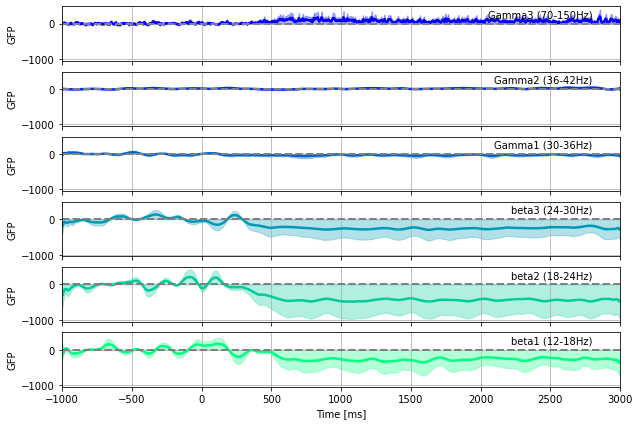 Gamma3 (70-150Hz)
GFP
0
−1000
Gamma2 (36-42Hz)
GFP
0
−1000
Gamma1 (30-36Hz)
GFP
0
−1000
beta3 (24-30Hz)
GFP
0
−1000
beta2 (18-24Hz)
GFP
0
−1000
beta1 (12-18Hz)
GFP
0
−1000
−1000 −500 0 500 1000 1500 2000 2500 3000
Time [ms]